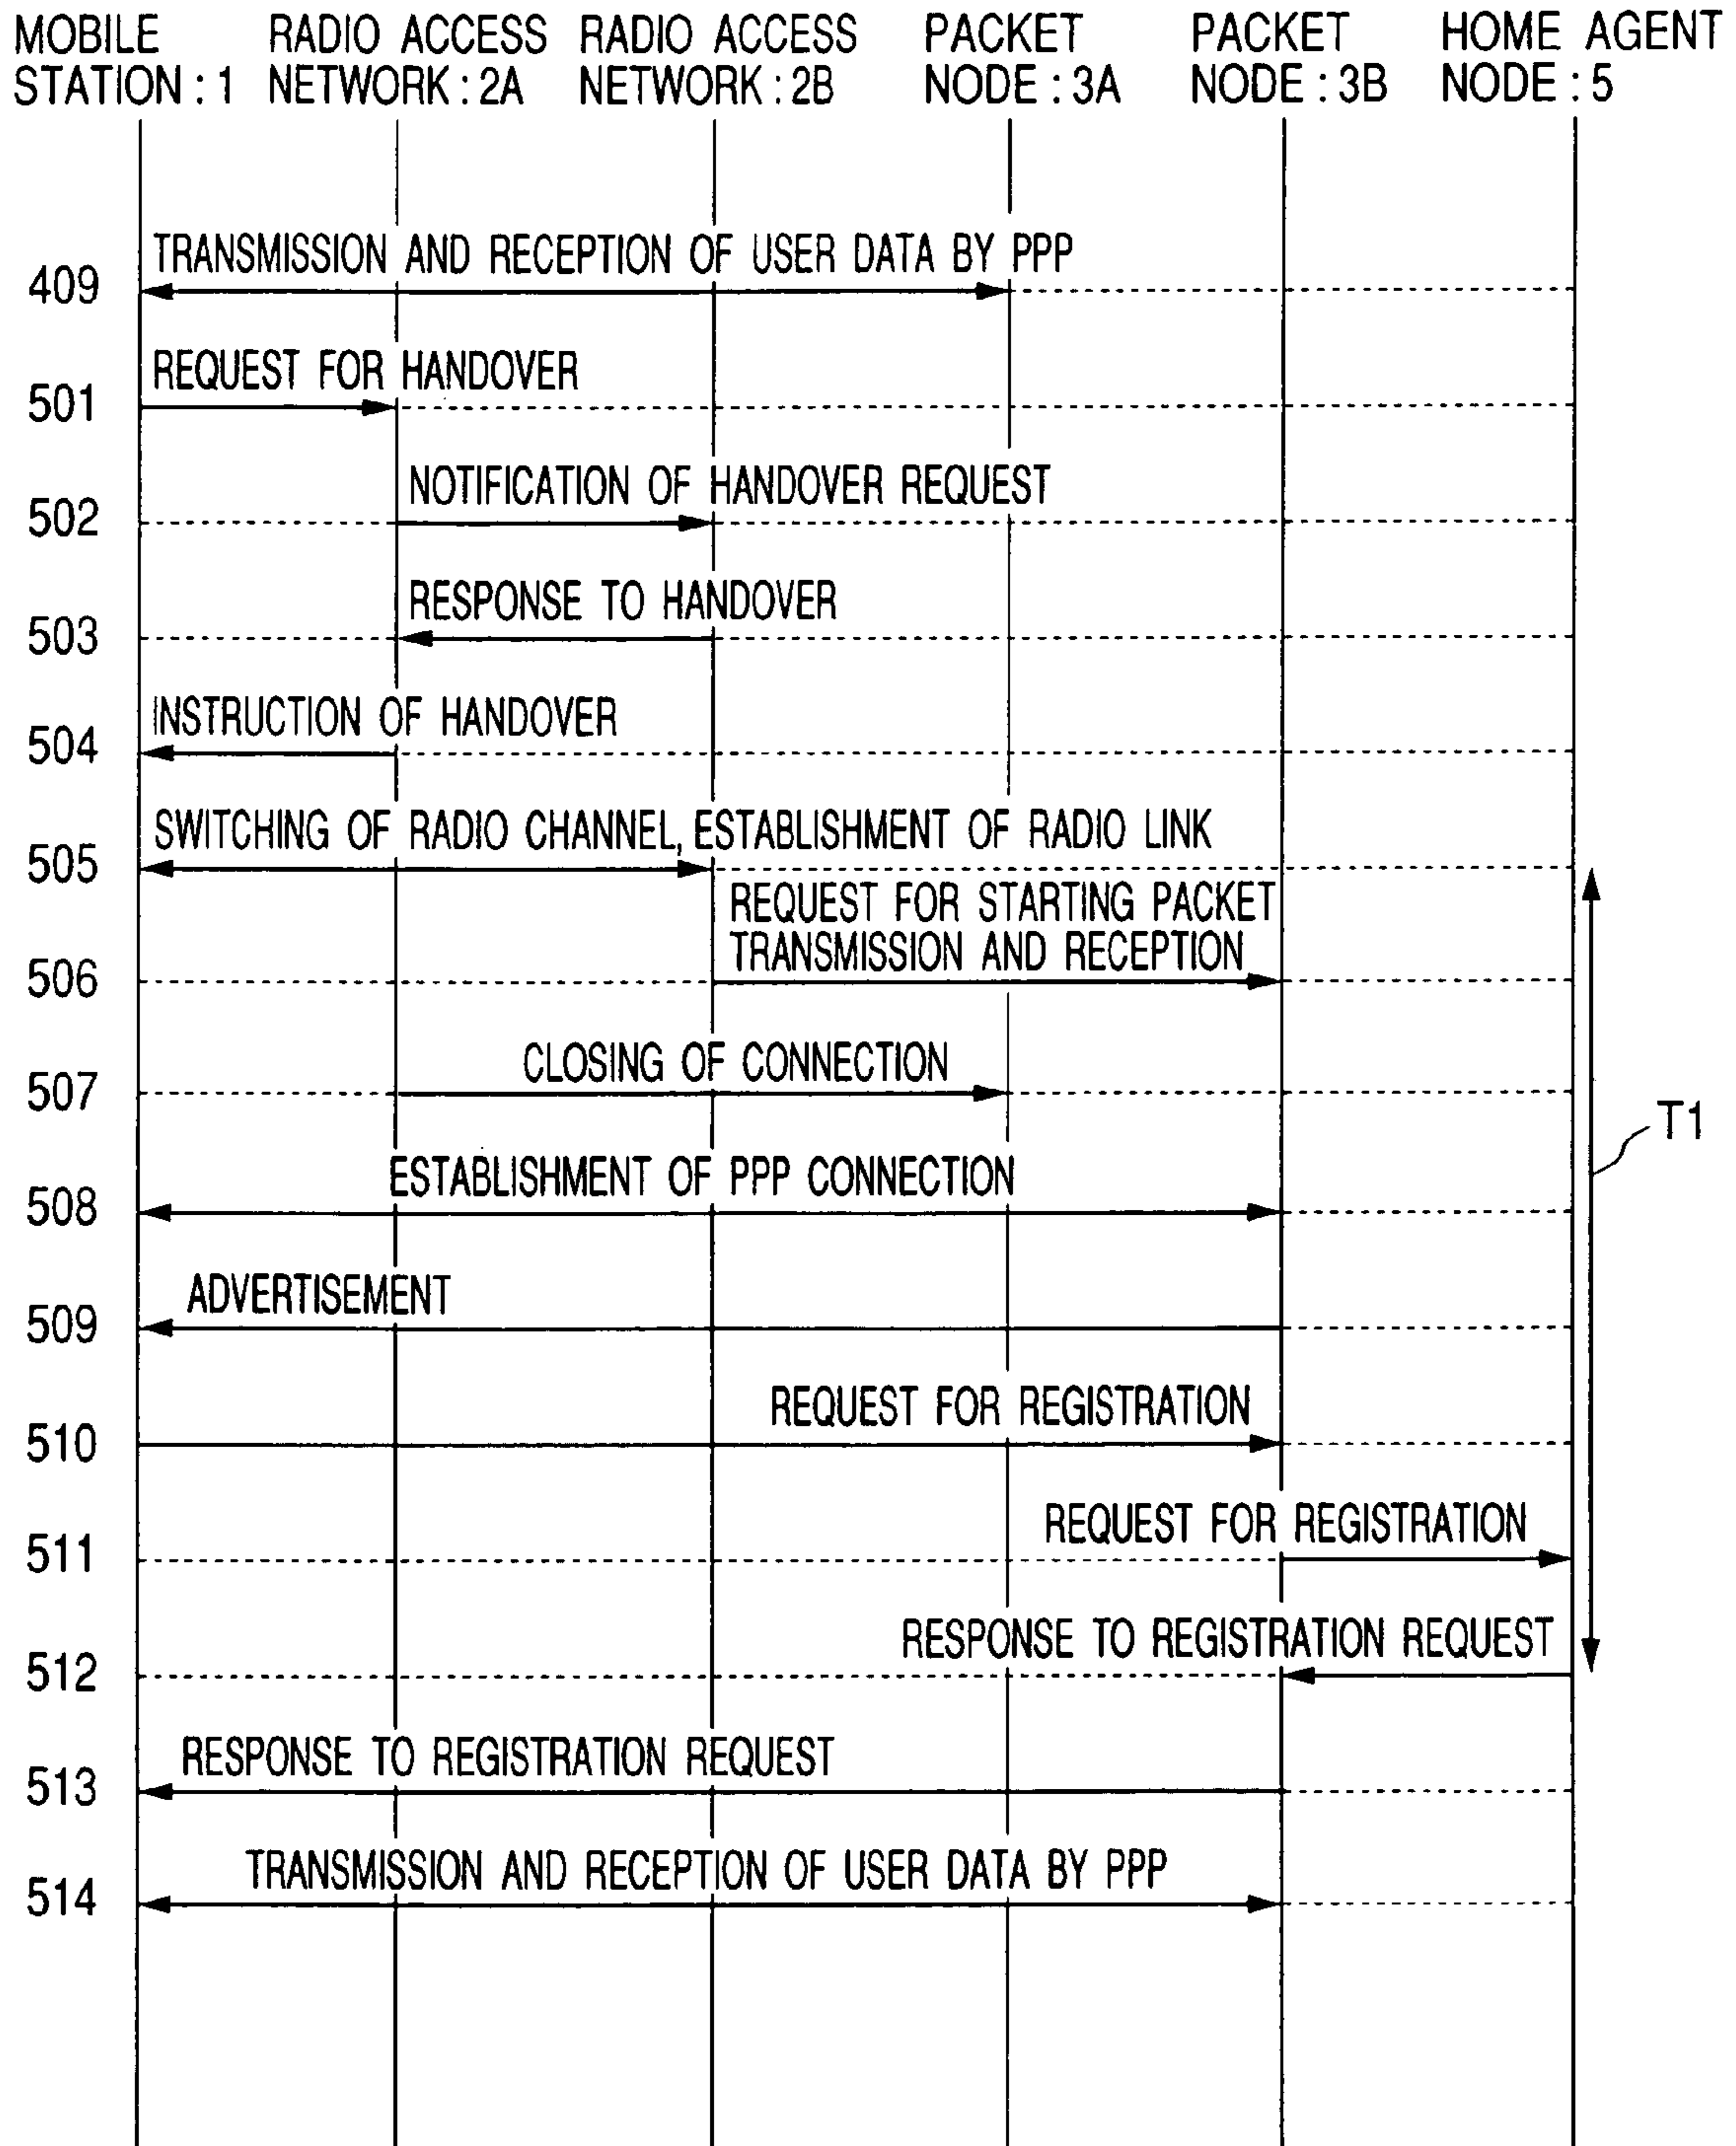 MOBILE STATION : 1
RADIO ACCESS NETWORK : 2A
RADIO ACCESS NETWORK : 2B
PACKET NODE : 3A
PACKET NODE : 3B
HOME AGENT NODE : 5
TRANSMISSION AND RECEPTION OF USER DATA BY PPP
409
REQUEST FOR HANDOVER
501
NOTIFICATION OF HANDOVER REQUEST
502
RESPONSE TO HANDOVER
503
INSTRUCTION OF HANDOVER
504
SWITCHING OF RADIO CHANNEL, ESTABLISHMENT OF RADIO LINK
505
REQUEST FOR STARTING PACKET
TRANSMISSION AND RECEPTION
506
CLOSING OF CONNECTION
507
T1
ESTABLISHMENT OF PPP CONNECTION
508
ADVERTISEMENT
509
REQUEST FOR REGISTRATION
510
REQUEST FOR REGISTRATION
511
RESPONSE TO REGISTRATION REQUEST
512
RESPONSE TO REGISTRATION REQUEST
513
TRANSMISSION AND RECEPTION OF USER DATA BY PPP
514